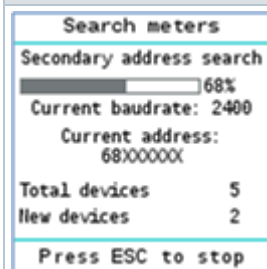 Search meters
Secondary address search
68%
Current baudrate: 2400
Current address:
68XXXXXX
Total devices 5
New devices 2
Press ESC to stop